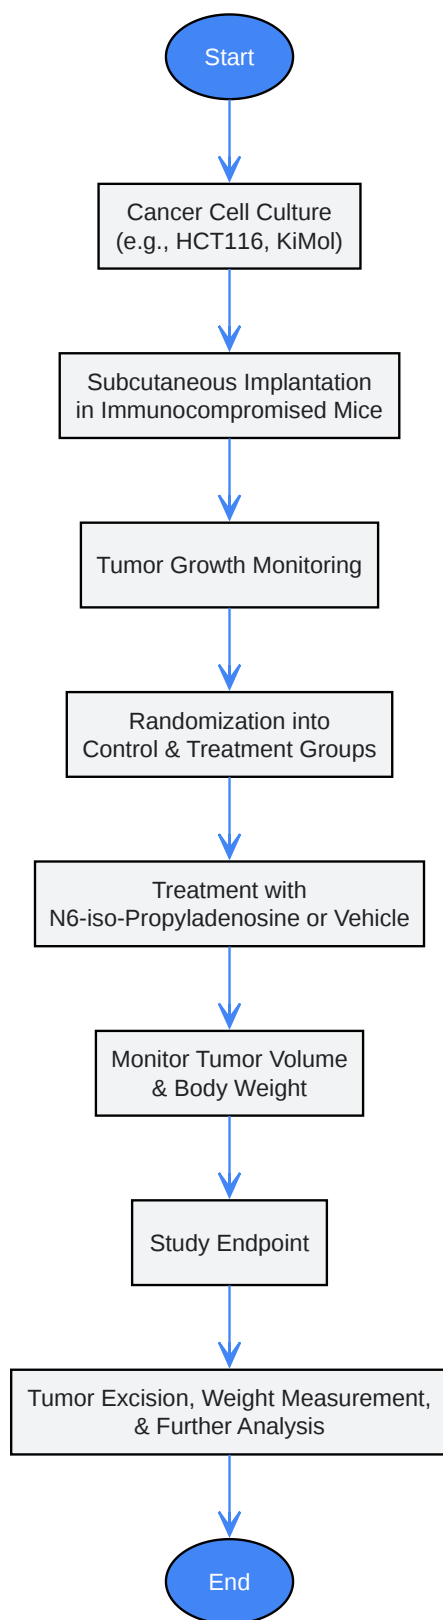 Start
Cancer Cell Culture
(e.g., HCT116, KiMol)
Subcutaneous Implantation
in Immunocompromised Mice
Tumor Growth Monitoring
Randomization into
Control & Treatment Groups
Treatment with
N6-iso-Propyladenosine or Vehicle
Monitor Tumor Volume
& Body Weight
Study Endpoint
Tumor Excision, Weight Measurement,
& Further Analysis
End